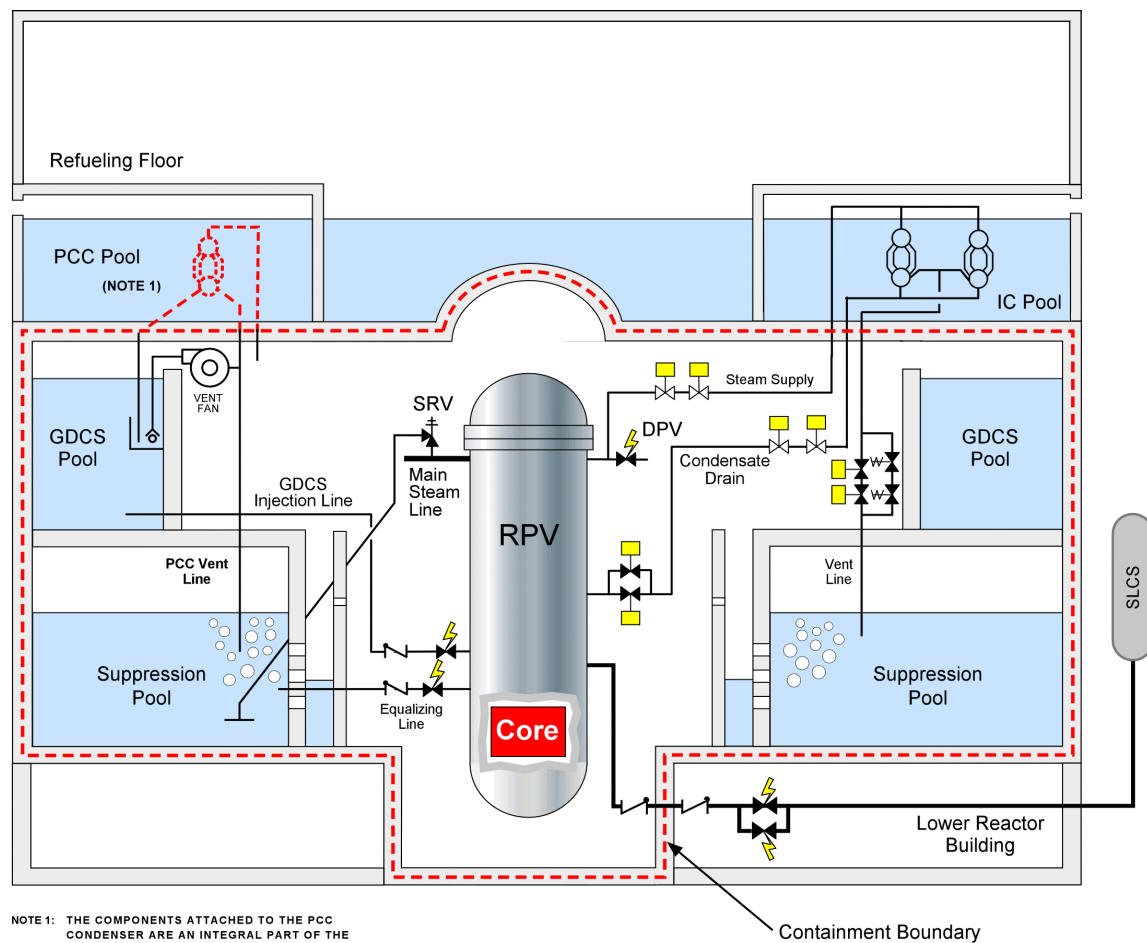 Refueling Floor
PCC Pool
(NOTE 1)
IC Pool
VENT
FAN
Steam Supply
SRV
DPV
GDCS
Pool
Main
Steam
Line
Condensate
Drain
GDCS
Pool
GDCS
Injection Line
RPV
PCC Vent
Line
Vent
Line
SLCS
Suppression
Pool
Suppression
Pool
Equalizing
Line
Core
Lower Reactor
Building
NOTE 1: THE COMPONENTS ATTACHED TO THE PCC
CONDENSER ARE AN INTEGRAL PART OF THE
Containment Boundary